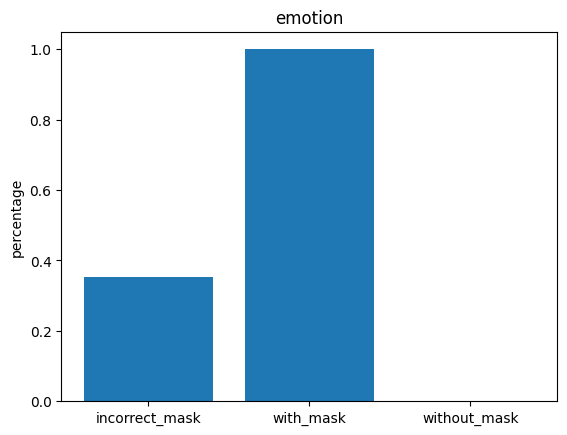 emotion
percentage
1.0
0.8
0.6
0.4
0.2
0.0
incorrect_mask
with_mask
without_mask